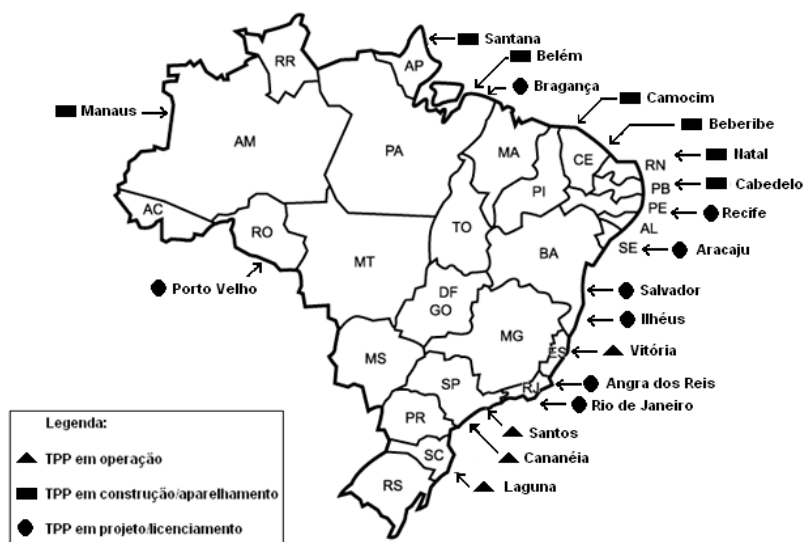 Santana
RR
AP
Belém
Bragança
Manaus
Camocim
Beberibe
AM
PA
MA
CE
RN
Natal
PI
PB
Cabedelo
AC
PE
Recife
RO
TO
AL
SE
Aracaju
MT
BA
Porto Velho
DF
GO
Salvador
Ilhéus
MG
ES
Vitória
MS
SP
RJ
Angra dos Reis
Rio de Janeiro
PR
Santos
SC
Cananéia
RS
Laguna
Legenda:
TPP em operação
TPP em construção/aparelhamento
TPP em projeto/licenciamento